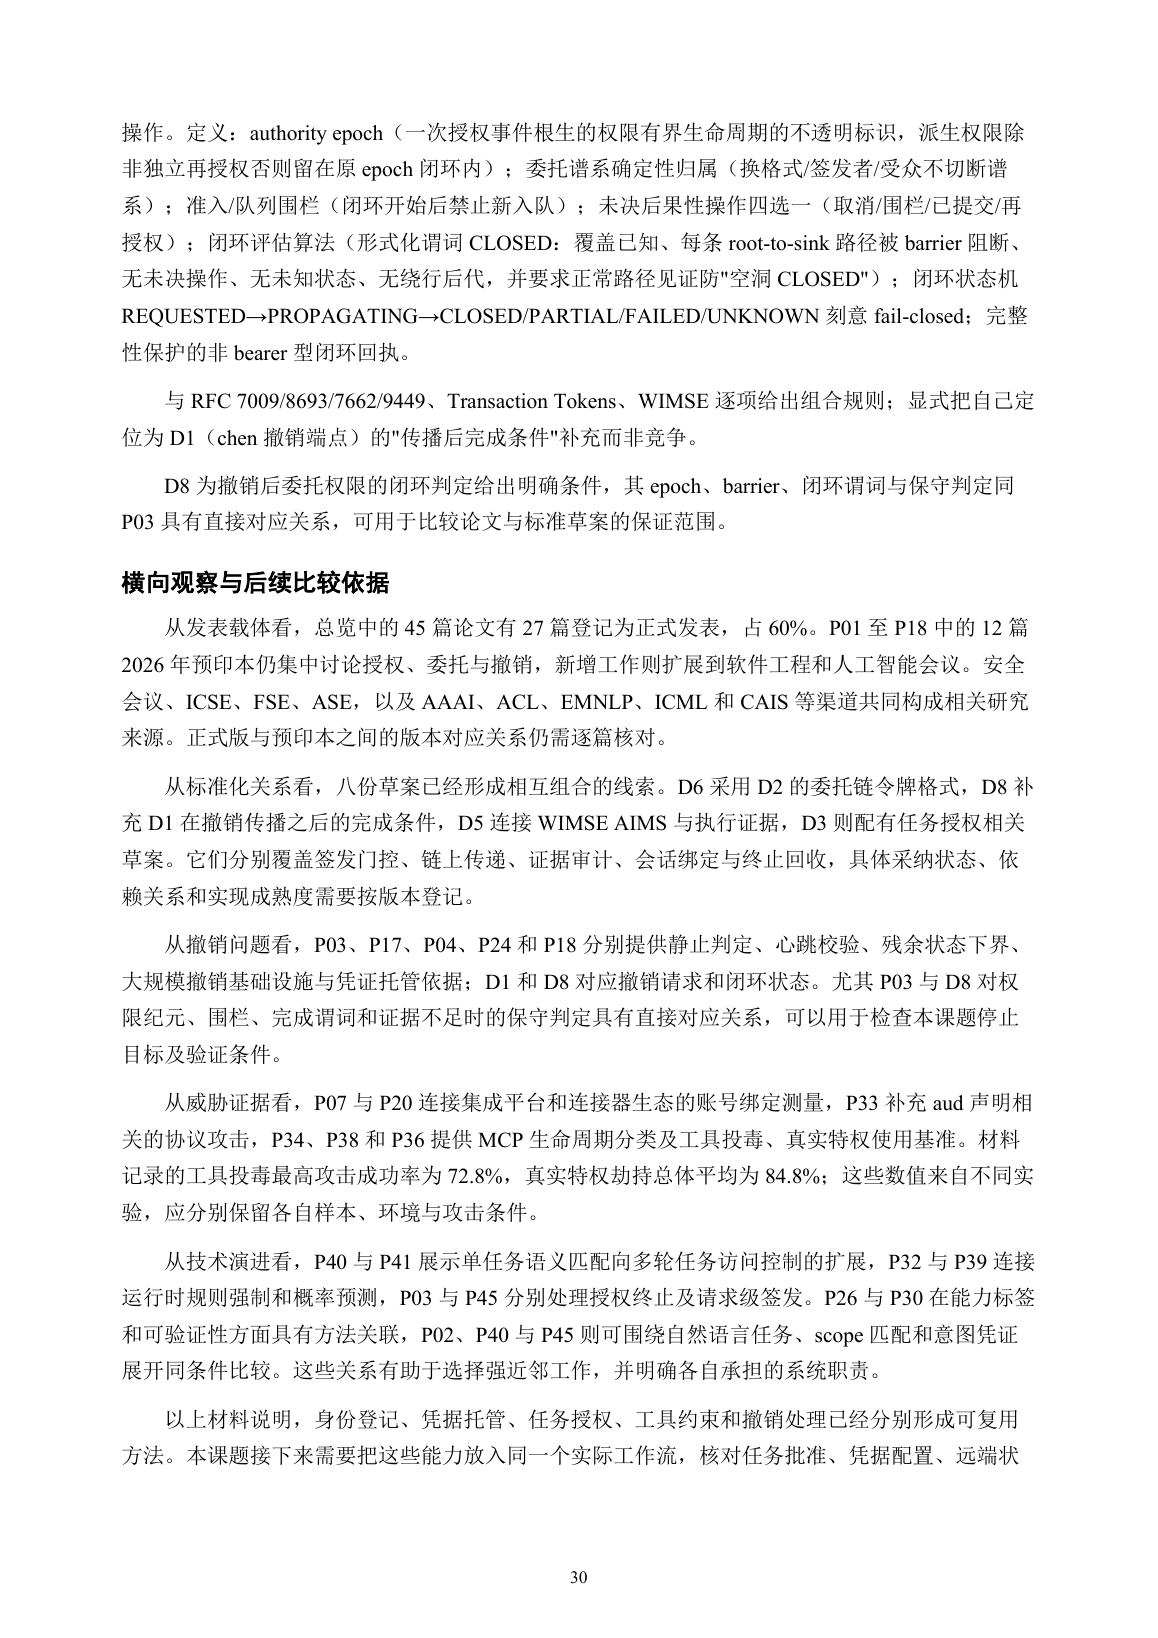 操作。定义：authority epoch（一次授权事件根生的权限有界生命周期的不透明标识，派生权限除
非独立再授权否则留在原 epoch 闭环内）；委托谱系确定性归属（换格式/签发者/受众不切断谱
系）；准入/队列围栏（闭环开始后禁止新入队）；未决后果性操作四选一（取消/围栏/已提交/再
授权）；闭环评估算法（形式化谓词 CLOSED：覆盖已知、每条 root-to-sink 路径被 barrier 阻断、
无未决操作、无未知状态、无绕行后代，并要求正常路径见证防"空洞 CLOSED"）；闭环状态机
REQUESTED→PROPAGATING→CLOSED/PARTIAL/FAILED/UNKNOWN 刻意 fail-closed；完整
性保护的非 bearer 型闭环回执。
与 RFC 7009/8693/7662/9449、Transaction Tokens、WIMSE 逐项给出组合规则；显式把自己定
位为 D1（chen 撤销端点）的"传播后完成条件"补充而非竞争。
D8 为撤销后委托权限的闭环判定给出明确条件，其 epoch、barrier、闭环谓词与保守判定同
P03 具有直接对应关系，可用于比较论文与标准草案的保证范围。
横向观察与后续比较依据
从发表载体看，总览中的 45 篇论文有 27 篇登记为正式发表，占 60%。P01 至 P18 中的 12 篇
2026 年预印本仍集中讨论授权、委托与撤销，新增工作则扩展到软件工程和人工智能会议。安全
会议、ICSE、FSE、ASE，以及 AAAI、ACL、EMNLP、ICML 和 CAIS 等渠道共同构成相关研究
来源。正式版与预印本之间的版本对应关系仍需逐篇核对。
从标准化关系看，八份草案已经形成相互组合的线索。D6 采用 D2 的委托链令牌格式，D8 补
充 D1 在撤销传播之后的完成条件，D5 连接 WIMSE AIMS 与执行证据，D3 则配有任务授权相关
草案。它们分别覆盖签发门控、链上传递、证据审计、会话绑定与终止回收，具体采纳状态、依
赖关系和实现成熟度需要按版本登记。
从撤销问题看，P03、P17、P04、P24 和 P18 分别提供静止判定、心跳校验、残余状态下界、
大规模撤销基础设施与凭证托管依据；D1 和 D8 对应撤销请求和闭环状态。尤其 P03 与 D8 对权
限纪元、围栏、完成谓词和证据不足时的保守判定具有直接对应关系，可以用于检查本课题停止
目标及验证条件。
从威胁证据看，P07 与 P20 连接集成平台和连接器生态的账号绑定测量，P33 补充 aud 声明相
关的协议攻击，P34、P38 和 P36 提供 MCP 生命周期分类及工具投毒、真实特权使用基准。材料
记录的工具投毒最高攻击成功率为 72.8%，真实特权劫持总体平均为 84.8%；这些数值来自不同实
验，应分别保留各自样本、环境与攻击条件。
从技术演进看，P40 与 P41 展示单任务语义匹配向多轮任务访问控制的扩展，P32 与 P39 连接
运行时规则强制和概率预测，P03 与 P45 分别处理授权终止及请求级签发。P26 与 P30 在能力标签
和可验证性方面具有方法关联，P02、P40 与 P45 则可围绕自然语言任务、scope 匹配和意图凭证
展开同条件比较。这些关系有助于选择强近邻工作，并明确各自承担的系统职责。
以上材料说明，身份登记、凭据托管、任务授权、工具约束和撤销处理已经分别形成可复用
方法。本课题接下来需要把这些能力放入同一个实际工作流，核对任务批准、凭据配置、远端状
30